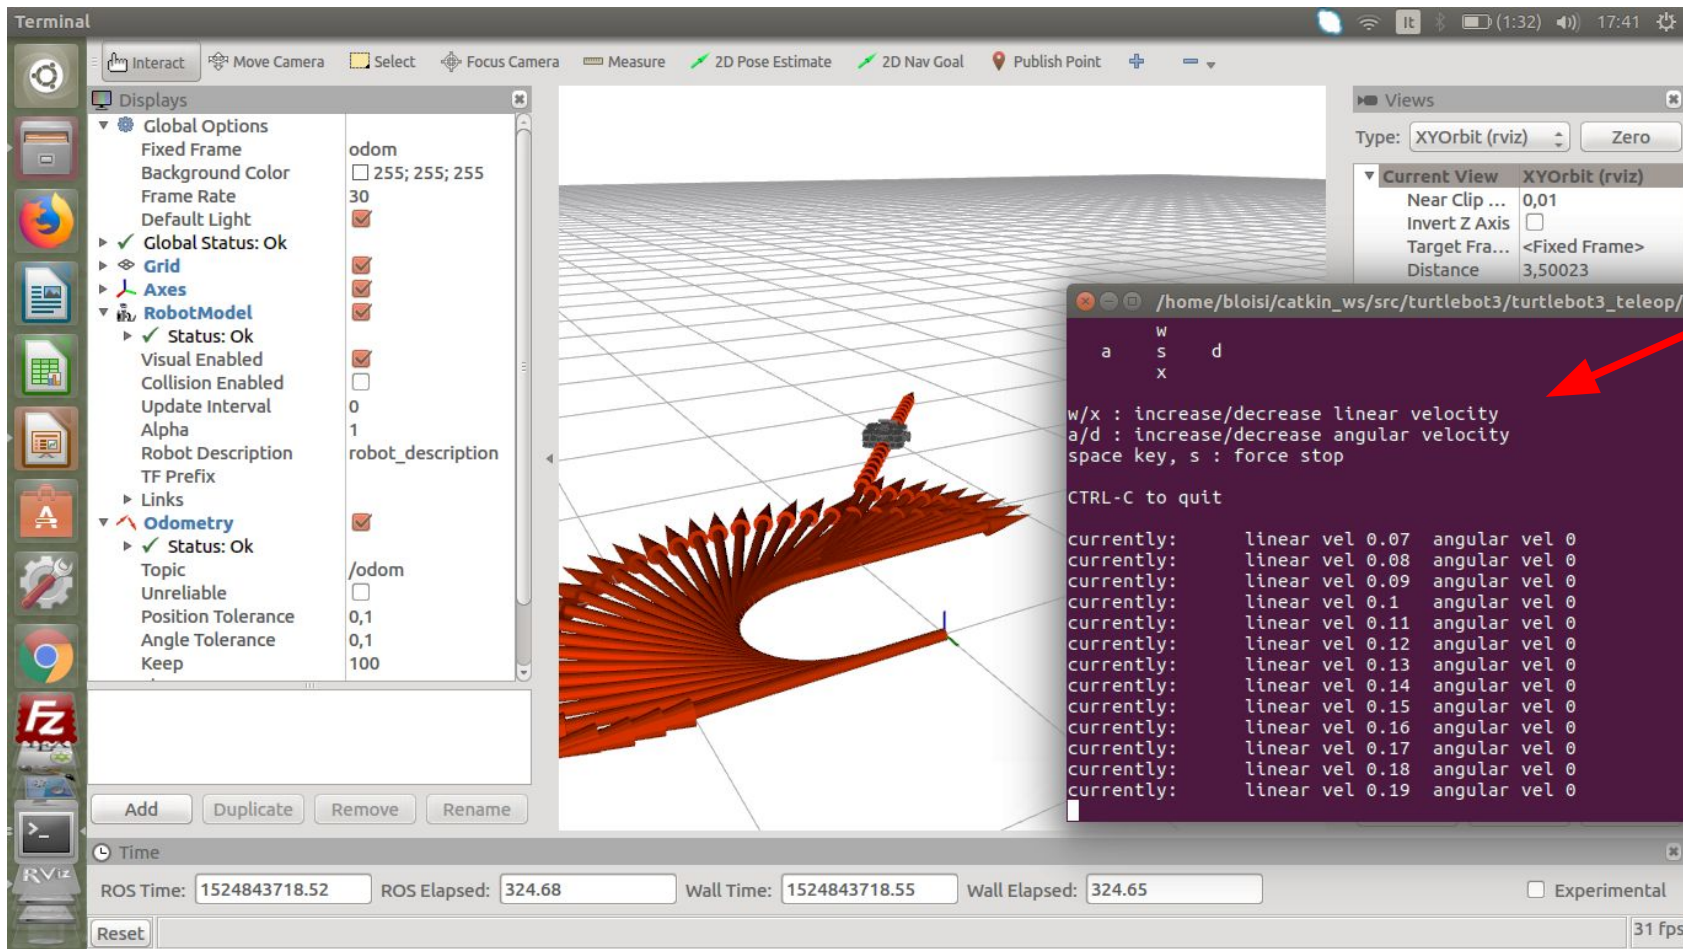 Terminal
It (1:32) 17:41
Interact Move Camera Select Focus Camera Measure 2D Pose Estimate 2D Nav Goal Publish Point
Displays
Global Options
Fixed Frame odom
Background Color 255; 255; 255
Frame Rate 30
Default Light
Global Status: Ok
Grid
Axes
RobotModel
Status: Ok
Visual Enabled
Collision Enabled
Update Interval 0
Alpha 1
Robot Description robot_description
TF Prefix
Links
Odometry
Status: Ok
Topic /odom
Unreliable
Position Tolerance 0,1
Angle Tolerance 0,1
Keep 100
Add Duplicate Remove Rename
Views
Type: XYOrbit (rviz) Zero
Current View XYOrbit (rviz)
Near Clip ... 0,01
Invert Z Axis
Target Fra... <Fixed Frame>
Distance 3,50023
/home/bloisi/catkin_ws/src/turtlebot3/turtlebot3_teleop/
w
a s d
x
w/x : increase/decrease linear velocity
a/d : increase/decrease angular velocity
space key, s : force stop
CTRL-C to quit
currently: linear vel 0.07 angular vel 0
currently: linear vel 0.08 angular vel 0
currently: linear vel 0.09 angular vel 0
currently: linear vel 0.1 angular vel 0
currently: linear vel 0.11 angular vel 0
currently: linear vel 0.12 angular vel 0
currently: linear vel 0.13 angular vel 0
currently: linear vel 0.14 angular vel 0
currently: linear vel 0.15 angular vel 0
currently: linear vel 0.16 angular vel 0
currently: linear vel 0.17 angular vel 0
currently: linear vel 0.18 angular vel 0
currently: linear vel 0.19 angular vel 0
Fz
RViz
Time
ROS Time: 1524843718.52 ROS Elapsed: 324.68 Wall Time: 1524843718.55 Wall Elapsed: 324.65 Experimental
Reset 31 fps